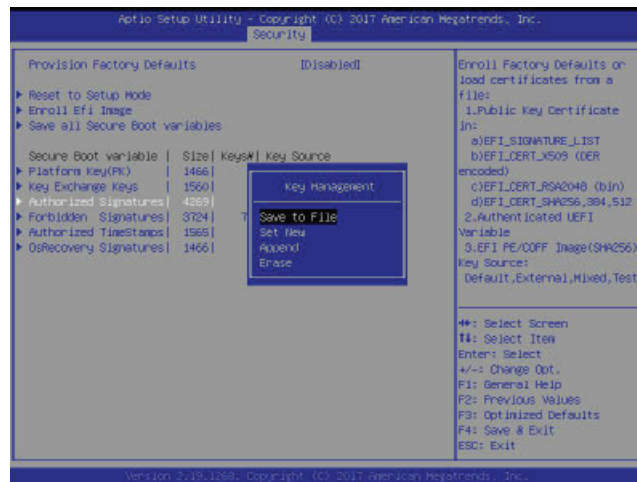 Aptio Setup Utility - Copyright (C) 2017 American Megatrends, Inc.
Security
Provision Factory Defaults [Disabled]
Reset to Setup Mode
Enroll Efi Image
Save all Secure Boot variables
Secure Boot variable | Size| Keys#| Key Source
Platform Key(PK) | 1466|
Key Exchange Keys | 1560|
Authorized Signatures| 4269|
Forbidden Signatures| 3724| 7
Authorized TimeStamps| 1565|
OsRecovery Signatures| 1466|
Key Management
Save to File
Set New
Append
Erase
Enroll Factory Defaults or
load certificates from a
file:
1.Public Key Certificate
in:
a)EFI_SIGNATURE_LIST
b)EFI_CERT_X509 (DER
encoded)
c)EFI_CERT_RSA2048 (bin)
d)EFI_CERT_SHA256,384,512
2.Authenticated UEFI
Variable
3.EFI PE/COFF Image(SHA256)
Key Source:
Default,External,Mixed,Test
→←: Select Screen
↑↓: Select Item
Enter: Select
+/-: Change Opt.
F1: General Help
F2: Previous Values
F3: Optimized Defaults
F4: Save & Exit
ESC: Exit
Version 2.19.1268. Copyright (C) 2017 American Megatrends, Inc.